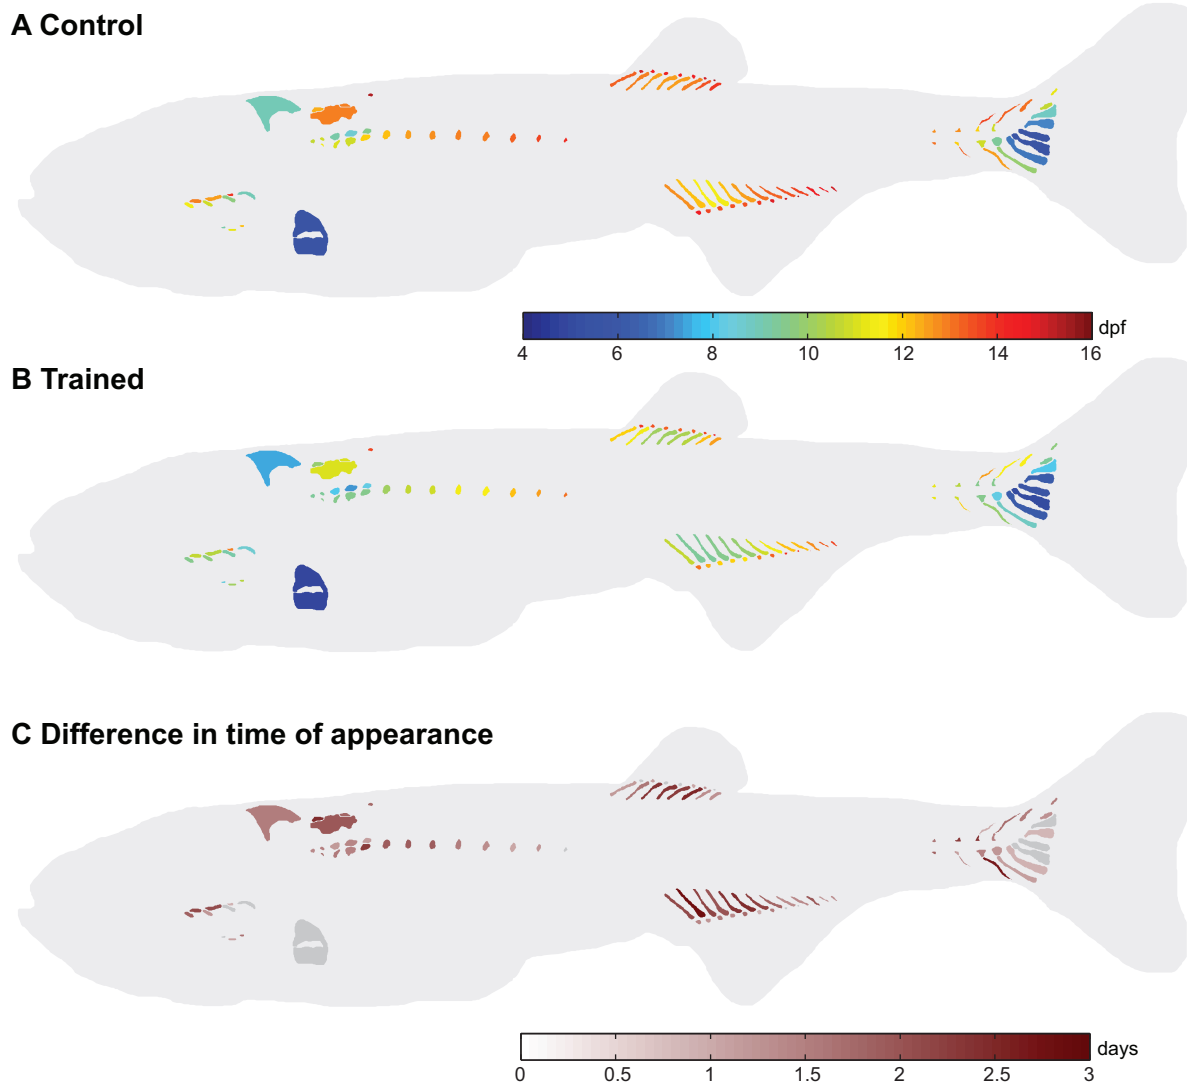 A Control
dpf
4 6 8 10 12 14 16
B Trained
C Difference in time of appearance
days
0 0.5 1 1.5 2 2.5 3